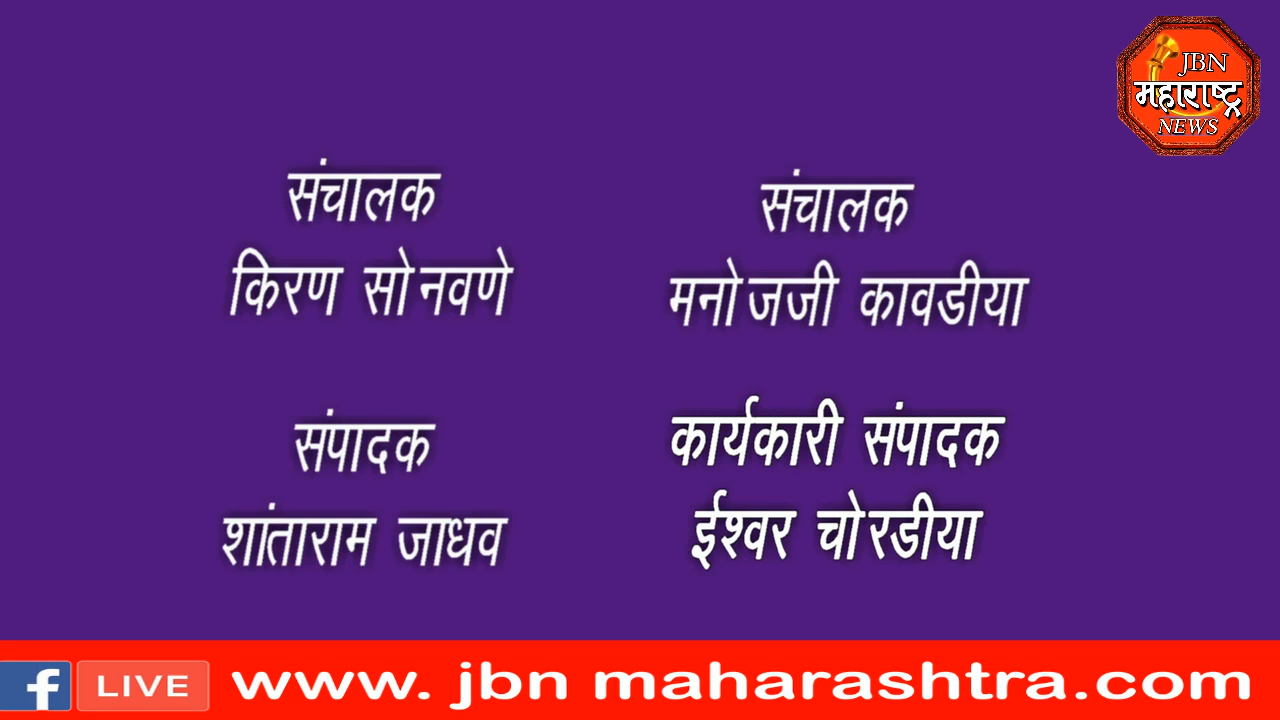 JBN
महाराष्ट्र
NEWS
संचालक
किरण सोनवणे
संचालक
मनोजजी कावडीया
संपादक
शांताराम जाधव
कार्यकारी संपादक
ईश्वर चोरडीया
f LIVE www. jbn maharashtra.com